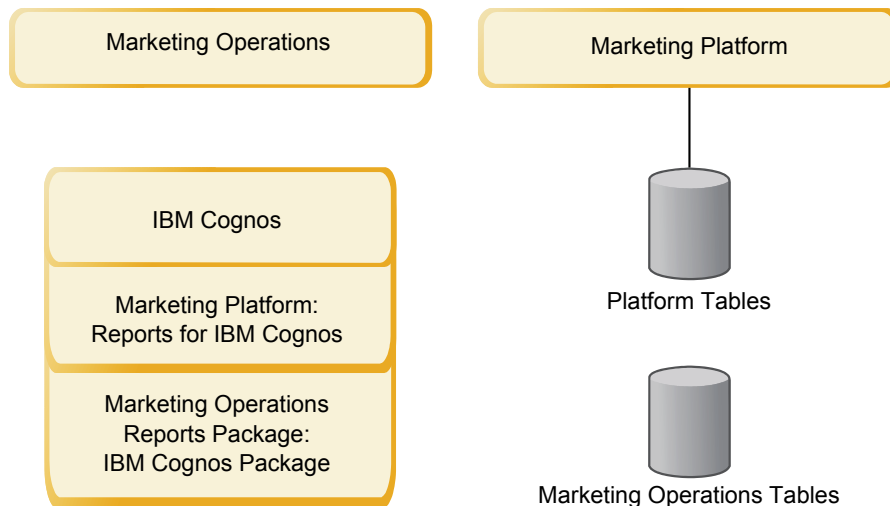 Marketing Operations
Marketing Platform
IBM Cognos
Marketing Platform:
Reports for IBM Cognos
Marketing Operations
Reports Package:
IBM Cognos Package
Platform Tables
Marketing Operations Tables